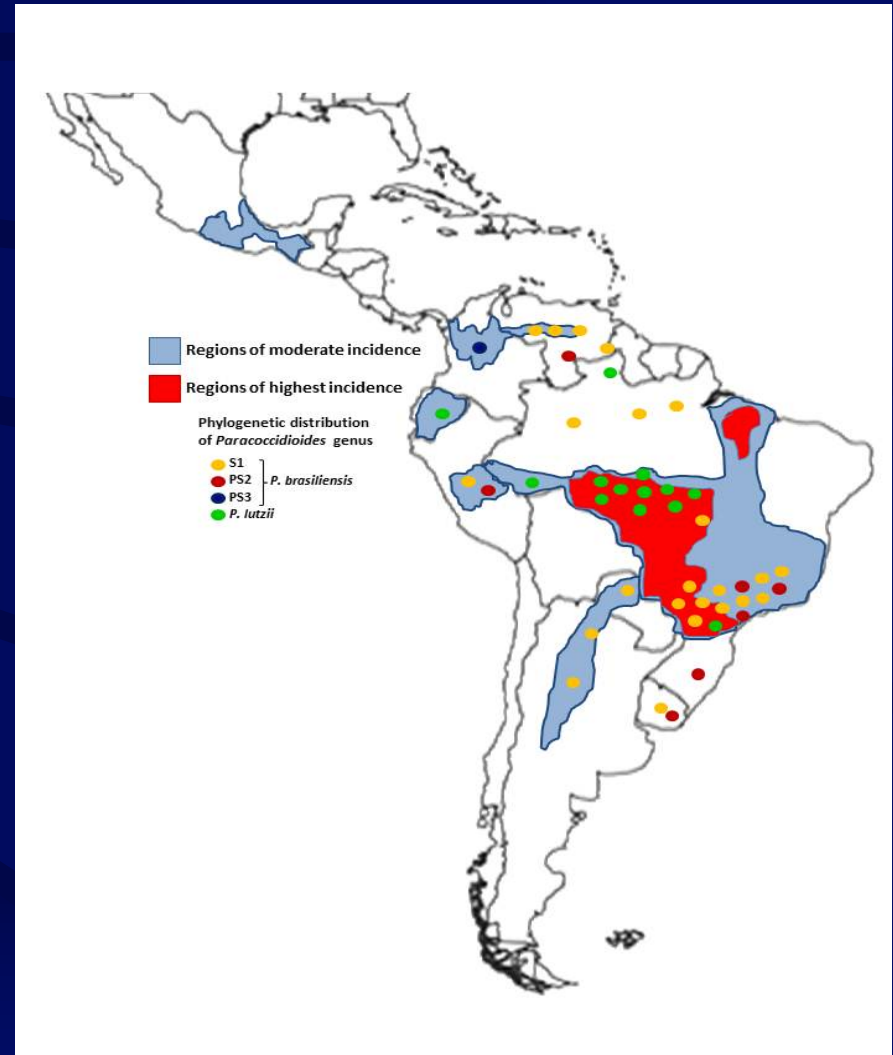 Regions of moderate incidence
Regions of highest incidence
Phylogenetic distribution
of Paracoccidioides genus
S1
PS2
P. brasiliensis
PS3
P. lutzii